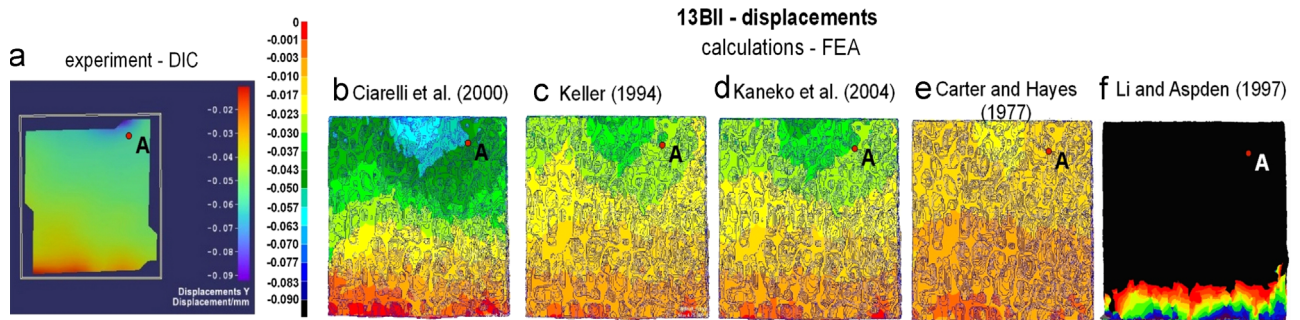 13BII - displacements
calculations - FEA
a
experiment - DIC
-0.02
-0.03
-0.04
-0.05
-0.06
-0.07
-0.08
-0.09
Displacements Y
Displacement/mm
A
0
-0.001
-0.003
-0.010
-0.017
-0.023
-0.025
-0.030
-0.037
-0.043
-0.050
-0.057
-0.063
-0.070
-0.077
-0.083
-0.090
b Ciarelli et al. (2000)
A
c Keller (1994)
A
d Kaneko et al. (2004)
A
e Carter and Hayes
(1977)
A
f Li and Aspden (1997)
A